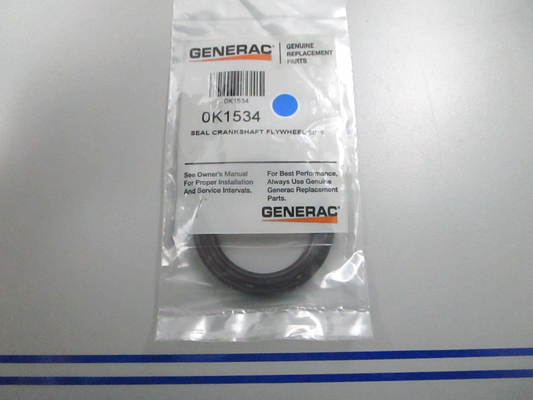 GENERAC
GENUINE
REPLACEMENT
PARTS
0K1534
0K1534
SEAL CRANKSHAFT FLYWHEEL
See Owner's Manual
For Proper Installation
And Service Intervals.
For Best Performance,
Always Use Genuine
Generac Replacement
Parts.
GENERAC